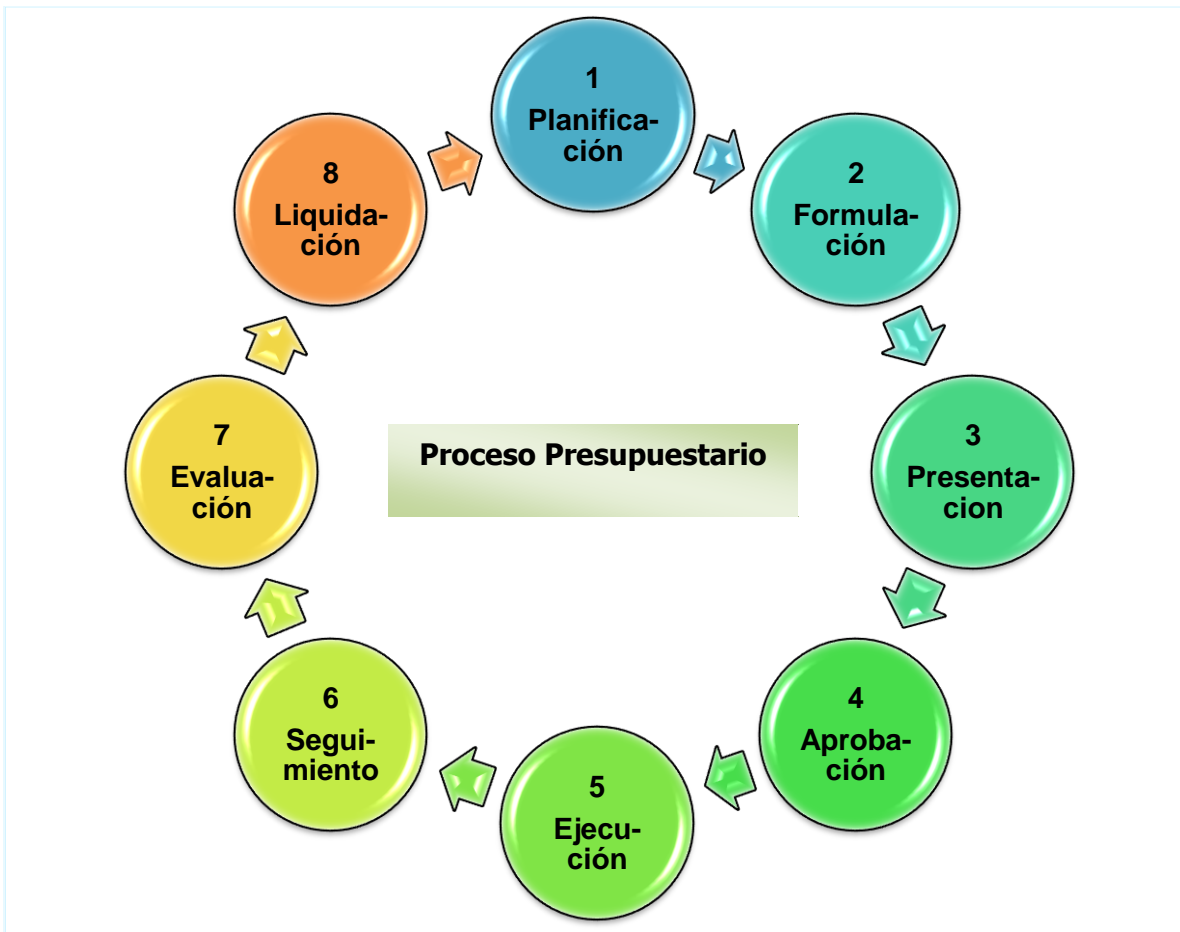 1
Planifica-
ción
2
Formula-
ción
3
Presenta-
cion
4
Aproba-
ción
5
Ejecu-
ción
6
Segui-
miento
7
Evalua-
ción
8
Liquida-
ción
Proceso Presupuestario